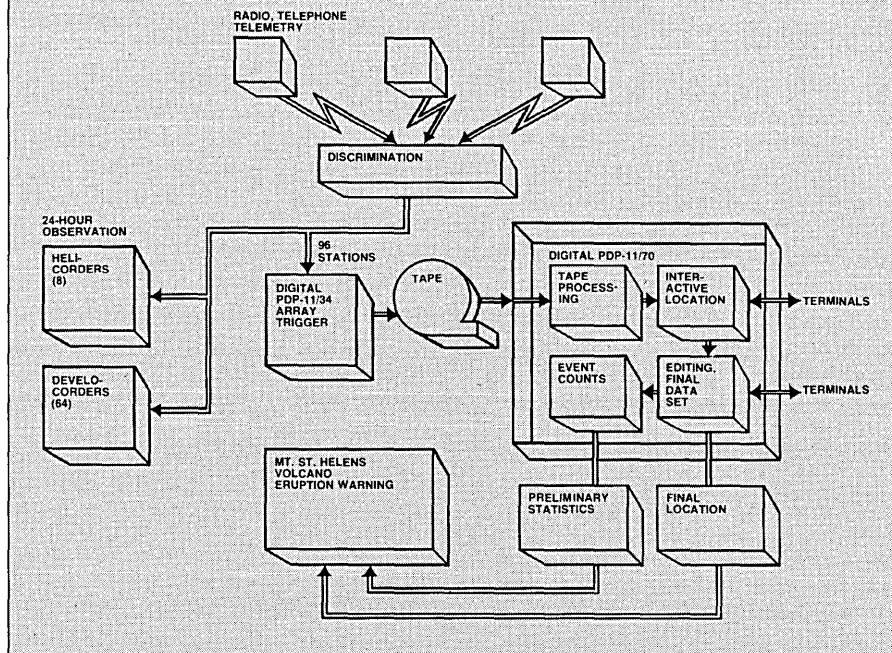 RADIO, TELEPHONE
TELEMETRY
DISCRIMINATION
24-HOUR
OBSERVATION
HELI-
CORDERS
(8)
DEVELO-
CORDERS
(64)
96
STATIONS
DIGITAL
PDP-11/34
ARRAY
TRIGGER
TAPE
DIGITAL PDP-11/70
TAPE
PROCESS-
ING
INTER-
ACTIVE
LOCATION
TERMINALS
EVENT
COUNTS
EDITING,
FINAL
DATA
SET
TERMINALS
MT. ST. HELENS
VOLCANO
ERUPTION WARNING
PRELIMINARY
STATISTICS
FINAL
LOCATION